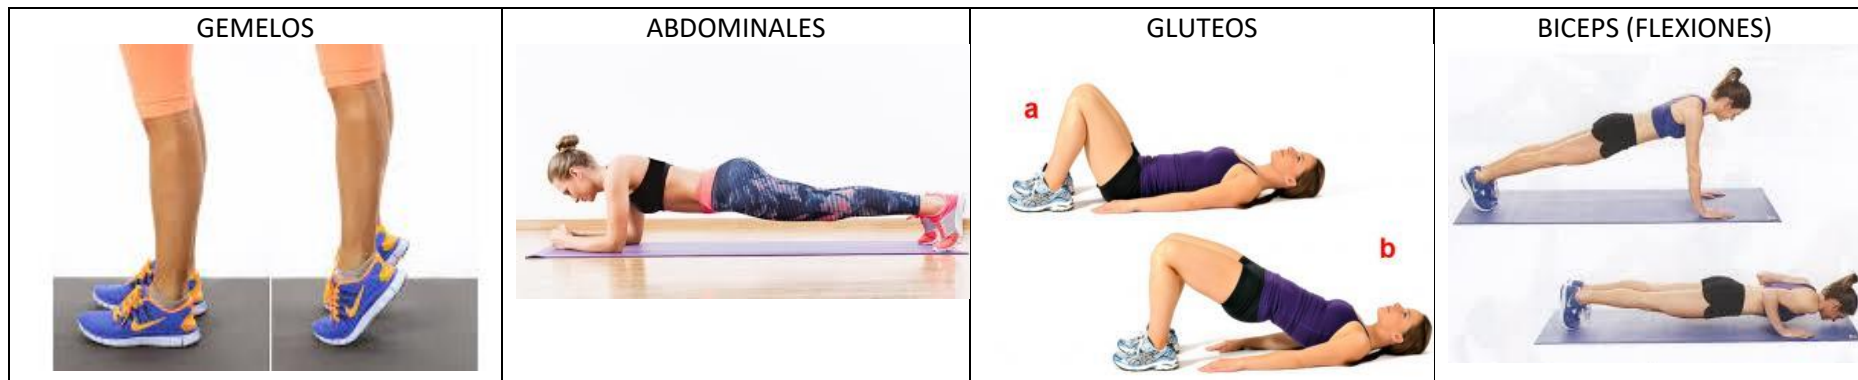 GEMELOS
ABDOMINALES
GLUTEOS
BICEPS (FLEXIONES)
a
b